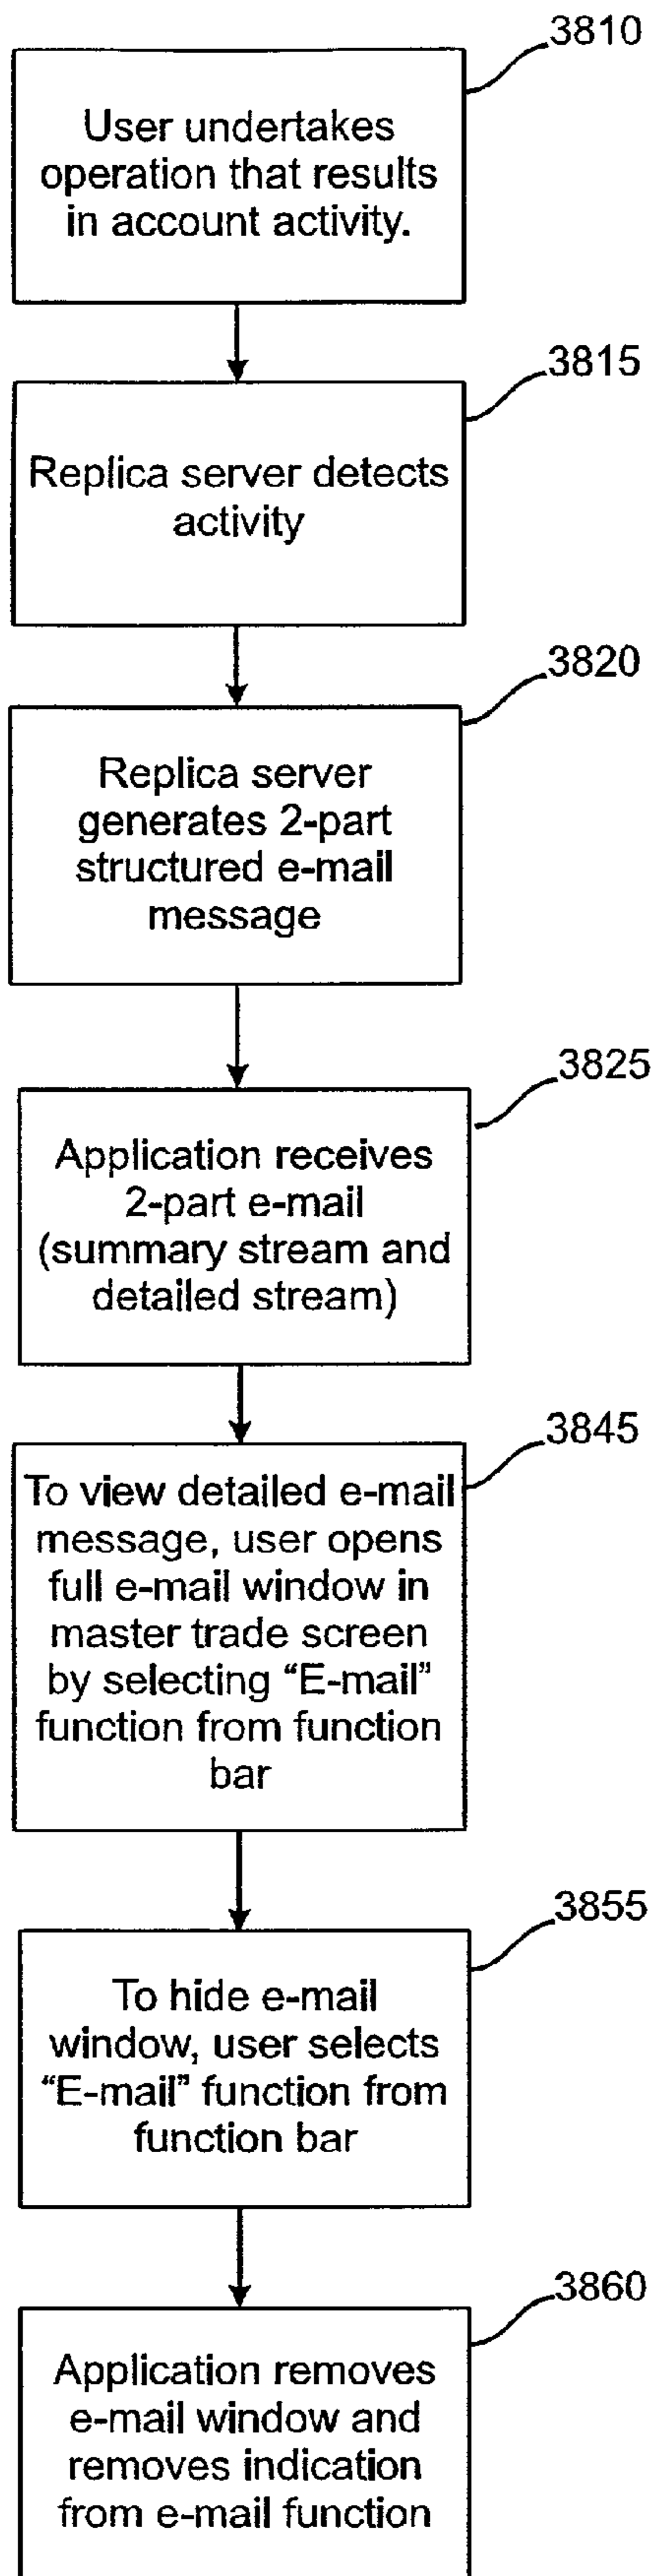 3810
User undertakes
operation that results
in account activity.
3815
Replica server detects
activity
3820
Replica server
generates 2-part
structured e-mail
message
3825
Application receives
2-part e-mail
(summary stream and
detailed stream)
3845
To view detailed e-mail
message, user opens
full e-mail window in
master trade screen
by selecting “E-mail”
function from function
bar
3855
To hide e-mail
window, user selects
“E-mail” function from
function bar
3860
Application removes
e-mail window and
removes indication
from e-mail function